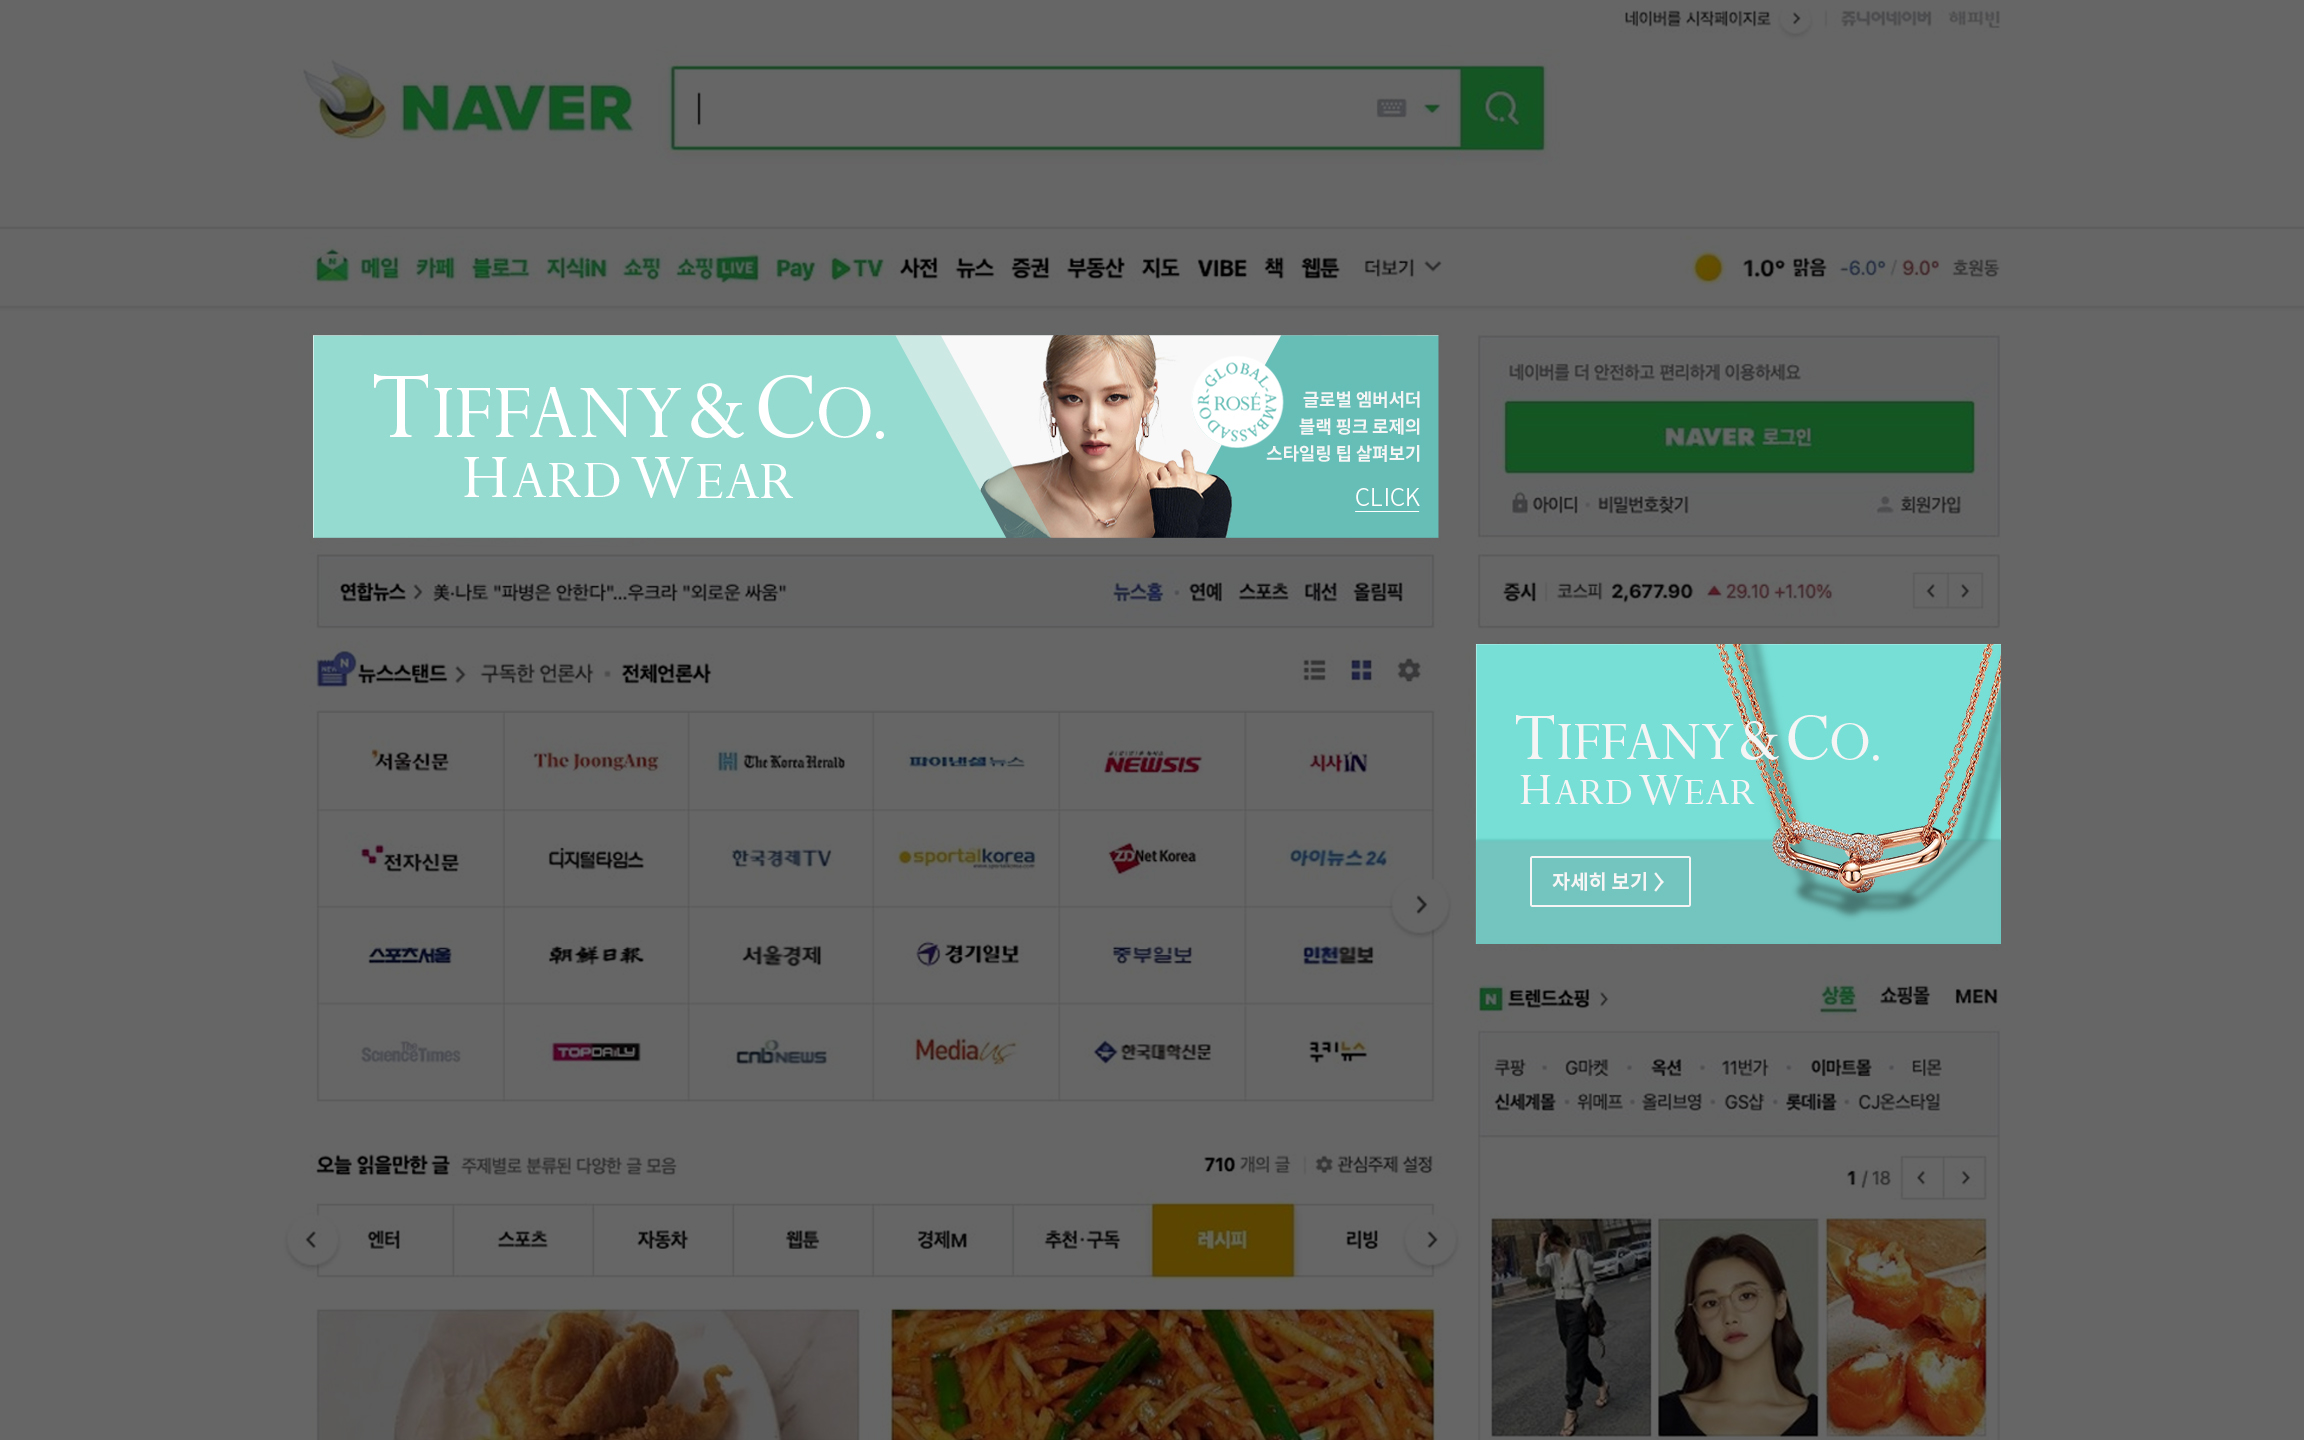 네이버를 시작페이지로 쥬니어네이버 해피빈
NAVER
메일 카페 블로그 지식iN 쇼핑 쇼핑LIVE Pay TV 사전 뉴스 증권 부동산 지도 VIBE 책 웹툰 더보기
1.0° 맑음 -6.0° / 9.0° 호원동
TIFFANY & CO.
HARD WEAR
GLOBAL-AMBASSADOR-
ROSÉ
글로벌 엠버서더
블랙 핑크 로제의
스타일링 팁 살펴보기
CLICK
네이버를 더 안전하고 편리하게 이용하세요
NAVER 로그인
아이디 · 비밀번호찾기 회원가입
연합뉴스 > 美·나토 "파병은 안한다"...우크라 "외로운 싸움"
뉴스홈 · 연예 스포츠 대선 올림픽
증시 코스피 2,677.90 ▲ 29.10 +1.10%
N
NEW
뉴스스탠드 > 구독한 언론사 · 전체언론사
서울신문 The JoongAng The Korea Herald 파이낸셜뉴스 NEWSIS 시사iN
전자신문 디지털타임스 한국경제TV sportalkorea ZDNet Korea 아이뉴스24
스포츠서울 朝鮮日報 서울경제 경기일보 중부일보 인천일보
The ScienceTimes TOPDAILY cnbNEWS Mediaus 한국대학신문 쿠키뉴스
TIFFANY & CO.
HARD WEAR
자세히 보기 >
N 트렌드쇼핑 > 상품 쇼핑몰 MEN
쿠팡 · G마켓 · 옥션 · 11번가 · 이마트몰 · 티몬
신세계몰 · 위메프 · 올리브영 · GS샵 · 롯데i몰 · CJ온스타일
1 / 18
오늘 읽을만한 글 주제별로 분류된 다양한 글 모음
710 개의 글 관심주제 설정
엔터 스포츠 자동차 웹툰 경제M 추천·구독 레시피 리빙